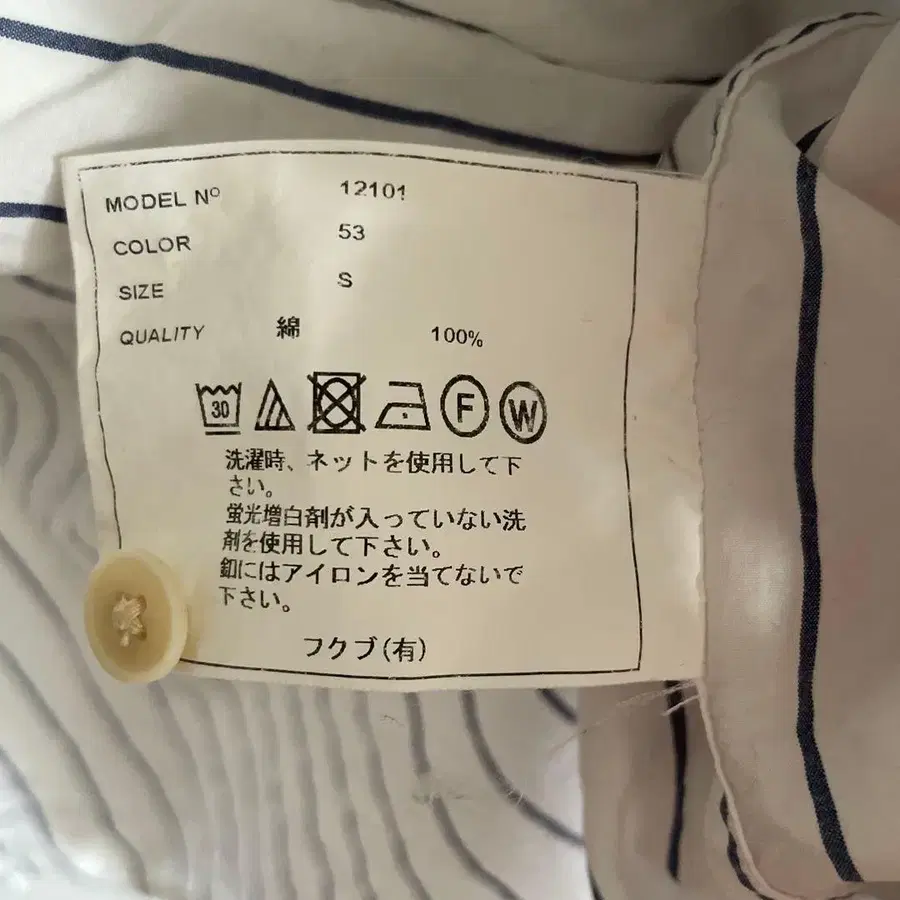 MODEL Nº 12101
COLOR 53
SIZE S
QUALITY 綿 100%
30 F W
洗濯時、ネットを使用して下
さい。
蛍光増白剤が入っていない洗
剤を使用して下さい。
釦にはアイロンを当てないで
下さい。
フクブ(有)